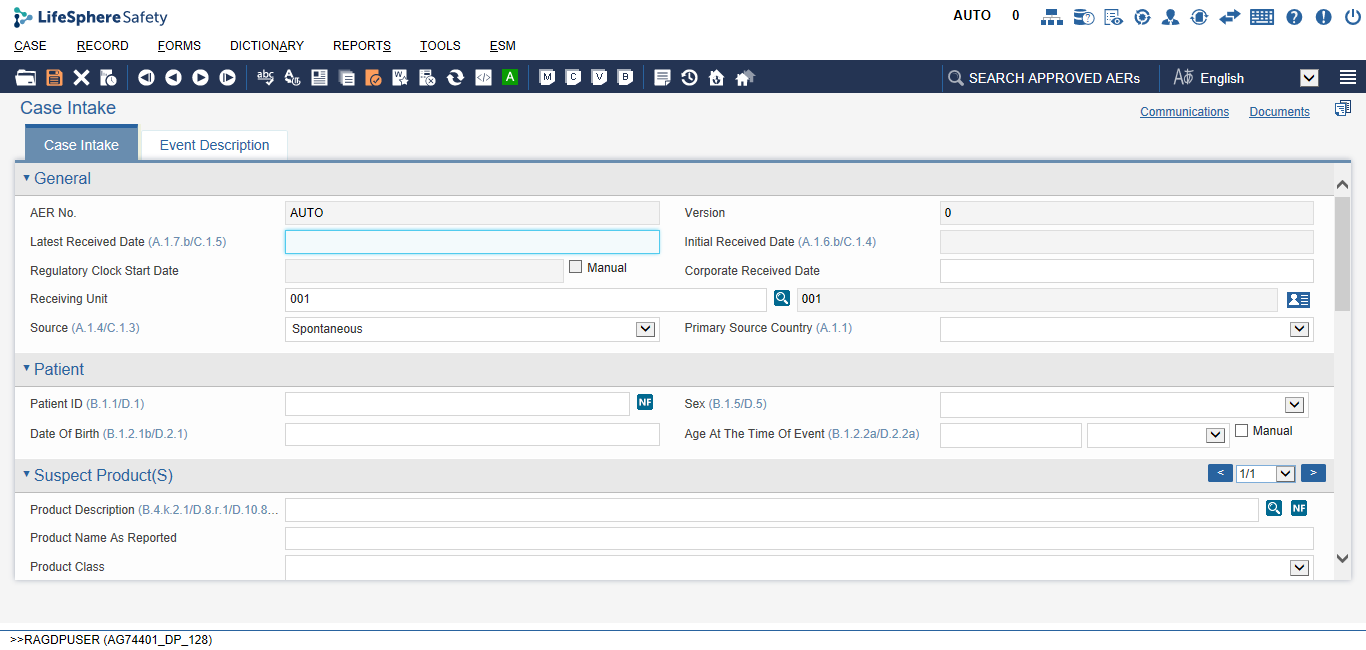 LifeSphereSafety
AUTO 0
CASE RECORD FORMS DICTIONARY REPORTS TOOLS ESM
abc A W </> A M C V B SEARCH APPROVED AERs English
Case Intake
Communications Documents
Case Intake Event Description
General
AER No. AUTO Version 0
Latest Received Date (A.1.7.b/C.1.5) Initial Received Date (A.1.6.b/C.1.4)
Regulatory Clock Start Date Manual Corporate Received Date
Receiving Unit 001 001
Source (A.1.4/C.1.3) Spontaneous Primary Source Country (A.1.1)
Patient
Patient ID (B.1.1/D.1) NF Sex (B.1.5/D.5)
Date Of Birth (B.1.2.1b/D.2.1) Age At The Time Of Event (B.1.2.2a/D.2.2a) Manual
Suspect Product(S) < 1/1 >
Product Description (B.4.k.2.1/D.8.r.1/D.10.8... NF
Product Name As Reported
Product Class
>>RAGDPUSER (AG74401_DP_128)